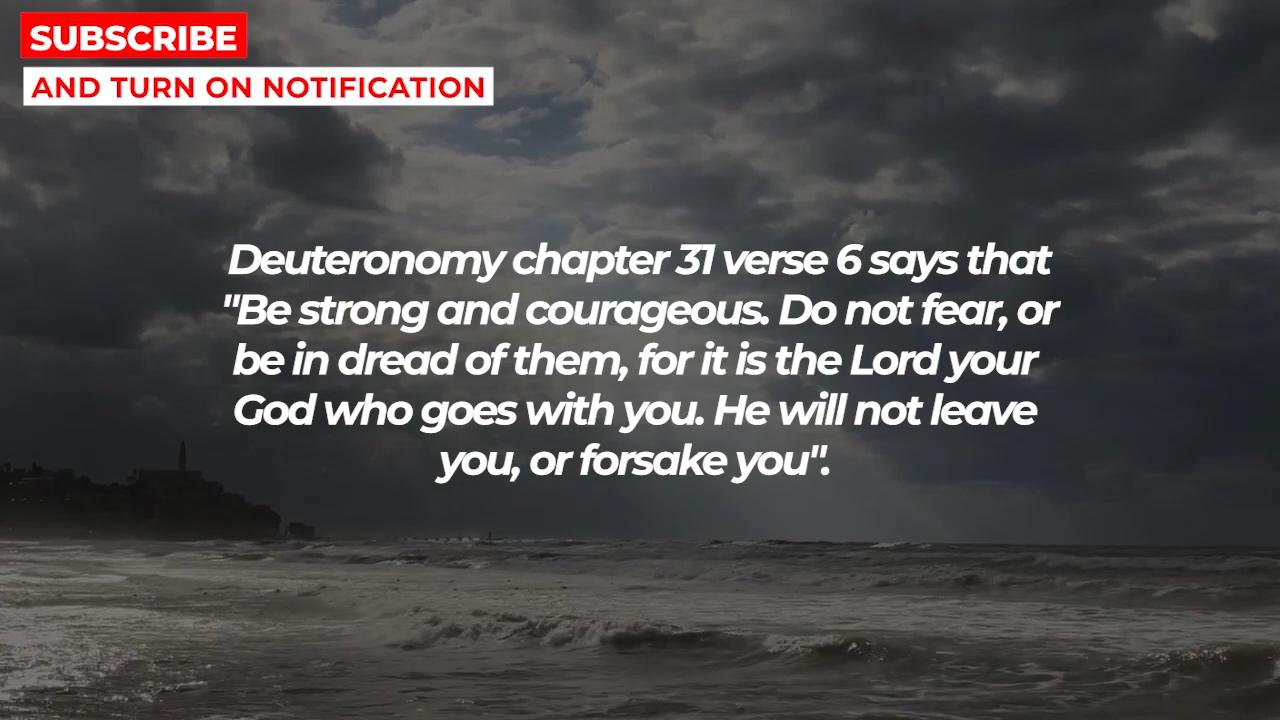 SUBSCRIBE
AND TURN ON NOTIFICATION
Deuteronomy chapter 31 verse 6 says that
"Be strong and courageous. Do not fear, or
be in dread of them, for it is the Lord your
God who goes with you. He will not leave
you, or forsake you".